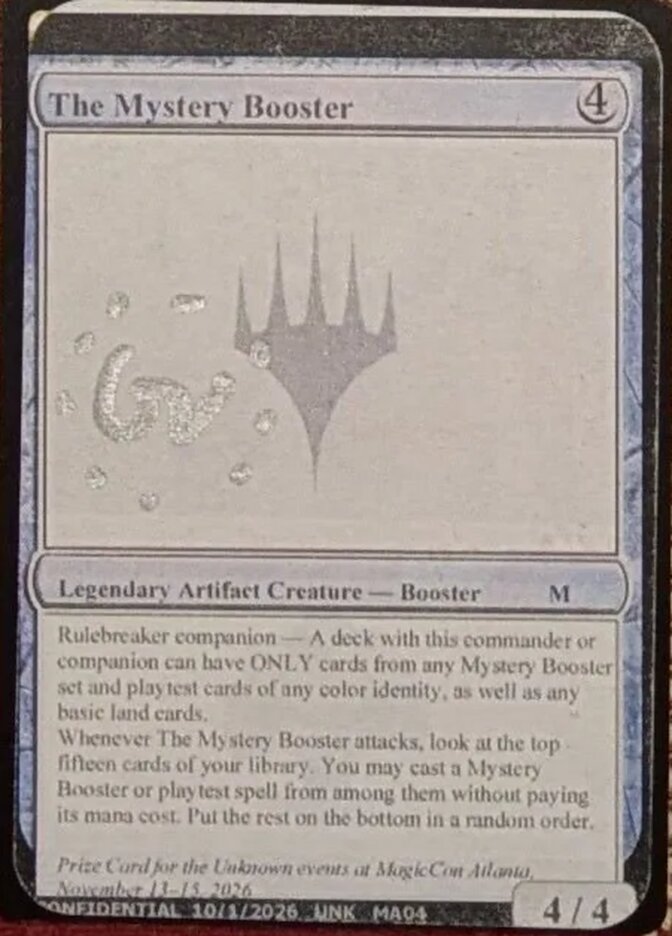 The Mystery Booster 4
Legendary Artifact Creature — Booster M
Rulebreaker companion — A deck with this commander or
companion can have ONLY cards from any Mystery Booster
set and playtest cards of any color identity, as well as any
basic land cards.
Whenever The Mystery Booster attacks, look at the top
fifteen cards of your library. You may cast a Mystery
Booster or playtest spell from among them without paying
its mana cost. Put the rest on the bottom in a random order.
Prize Card for the Unknown events at MagicCon Atlanta,
November 13–15, 2026
ONFIDENTIAL 10/1/2026 UNK MA04
4 / 4